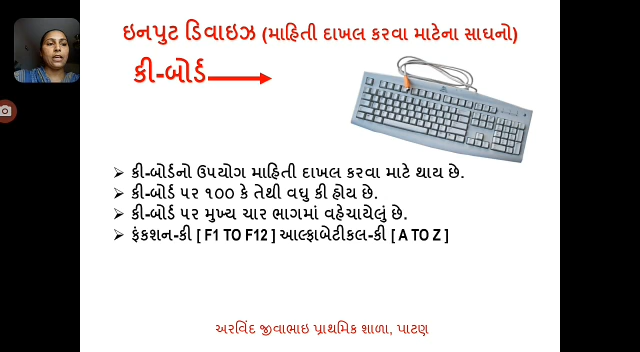 ઇનપુટ ડિવાઇઝ (માહિતી દાખલ કરવા માટેના સાધનો)
કી-બોર્ડ
➢ કી-બોર્ડનો ઉપયોગ માહિતી દાખલ કરવા માટે થાય છે.
➢ કી-બોર્ડ પર ૧૦૦ કે તેથી વધુ કી હોય છે.
➢ કી-બોર્ડ પર મુખ્ય ચાર ભાગમાં વહેચાયેલું છે.
➢ ફંકશન-કી [ F1 TO F12 ] આલ્ફાબેટીકલ-કી [ A TO Z ]
અરવિંદ જીવાભાઇ પ્રાથમિક શાળા, પાટણ